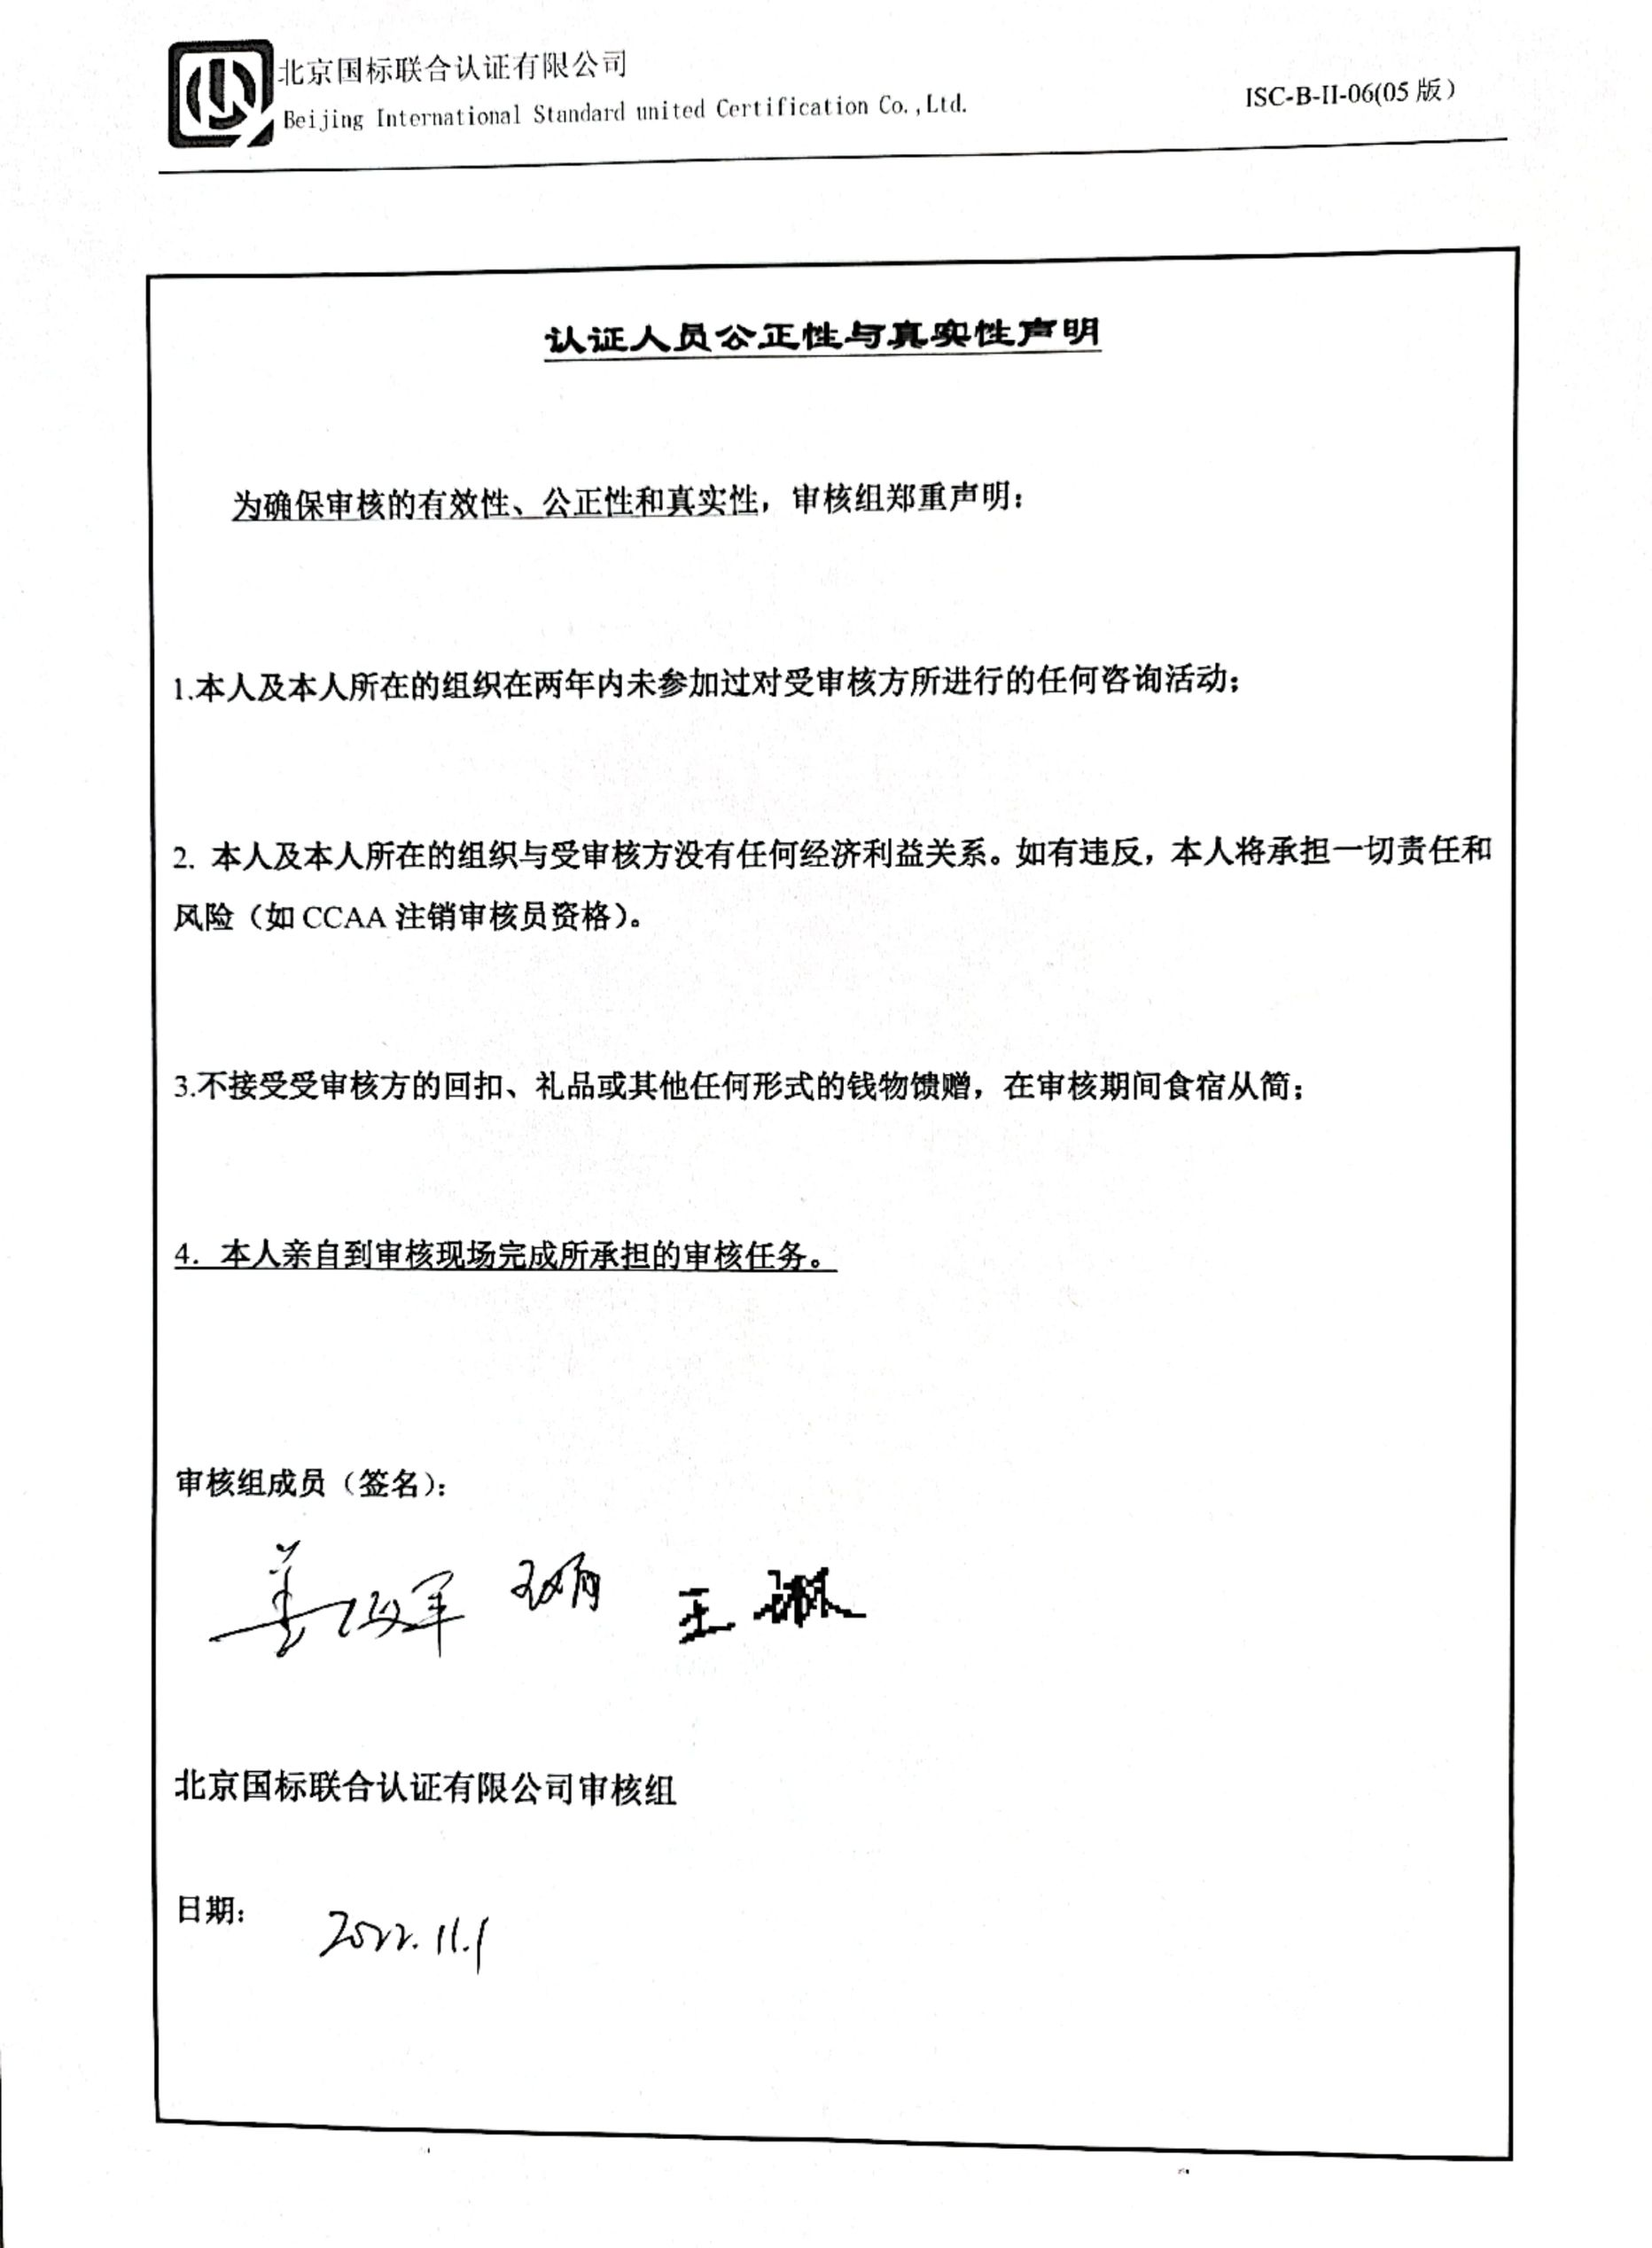 北京国标联合认证有限公司
Beijing International Standard united Certification Co.,Ltd.
ISC-B-II-06(05 版)
认证人员公正性与真实性声明
为确保审核的有效性、公正性和真实性，审核组郑重声明：
1.本人及本人所在的组织在两年内未参加过对受审核方所进行的任何咨询活动；
2. 本人及本人所在的组织与受审核方没有任何经济利益关系。如有违反，本人将承担一切责任和
风险（如 CCAA 注销审核员资格）。
3.不接受受审核方的回扣、礼品或其他任何形式的钱物馈赠，在审核期间食宿从简；
4. 本人亲自到审核现场完成所承担的审核任务。
审核组成员（签名）：
王琳
北京国标联合认证有限公司审核组
日期：
2022.11.1